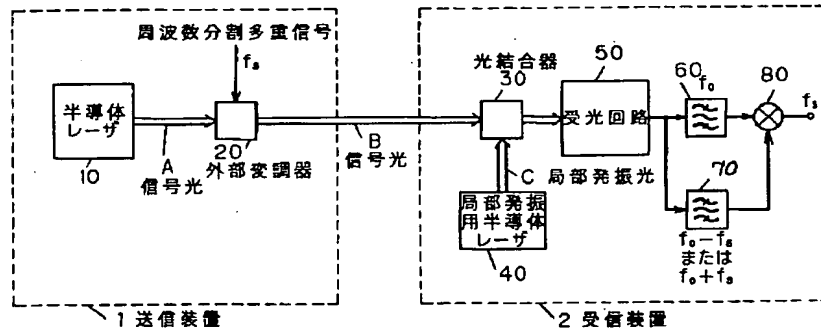 周波数分割多重信号
fs
半導体
レーザ
10
A
信号光
20
外部変調器
B
信号光
光結合器
30
50
受光回路
60
fo
80
fs
C 局部発振光
局部発振
用半導体
レーザ
40
70
fo−fs
または
fo+fs
1 送信装置
2 受信装置